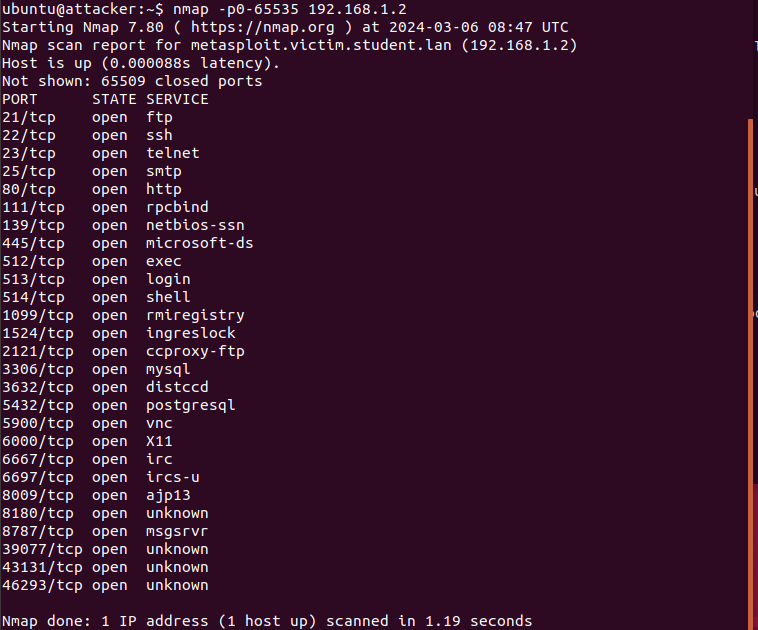 ubuntu@attacker:~$ nmap -p0-65535 192.168.1.2
Starting Nmap 7.80 ( https://nmap.org ) at 2024-03-06 08:47 UTC
Nmap scan report for metasploit.victim.student.lan (192.168.1.2)
Host is up (0.000088s latency).
Not shown: 65509 closed ports
PORT      STATE SERVICE
21/tcp    open  ftp
22/tcp    open  ssh
23/tcp    open  telnet
25/tcp    open  smtp
80/tcp    open  http
111/tcp   open  rpcbind
139/tcp   open  netbios-ssn
445/tcp   open  microsoft-ds
512/tcp   open  exec
513/tcp   open  login
514/tcp   open  shell
1099/tcp  open  rmiregistry
1524/tcp  open  ingreslock
2121/tcp  open  ccproxy-ftp
3306/tcp  open  mysql
3632/tcp  open  distccd
5432/tcp  open  postgresql
5900/tcp  open  vnc
6000/tcp  open  X11
6667/tcp  open  irc
6697/tcp  open  ircs-u
8009/tcp  open  ajp13
8180/tcp  open  unknown
8787/tcp  open  msgsrvr
39077/tcp open  unknown
43131/tcp open  unknown
46293/tcp open  unknown
Nmap done: 1 IP address (1 host up) scanned in 1.19 seconds